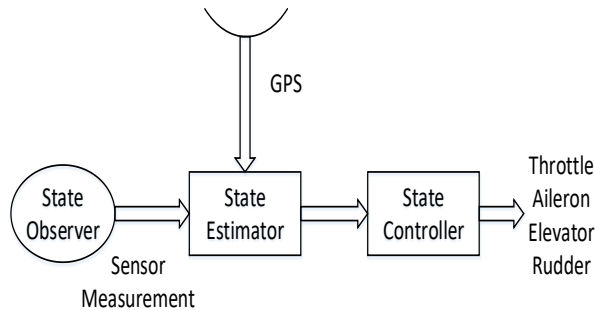 GPS
State
Observer
Sensor
Measurement
State
Estimator
State
Controller
Throttle
Aileron
Elevator
Rudder